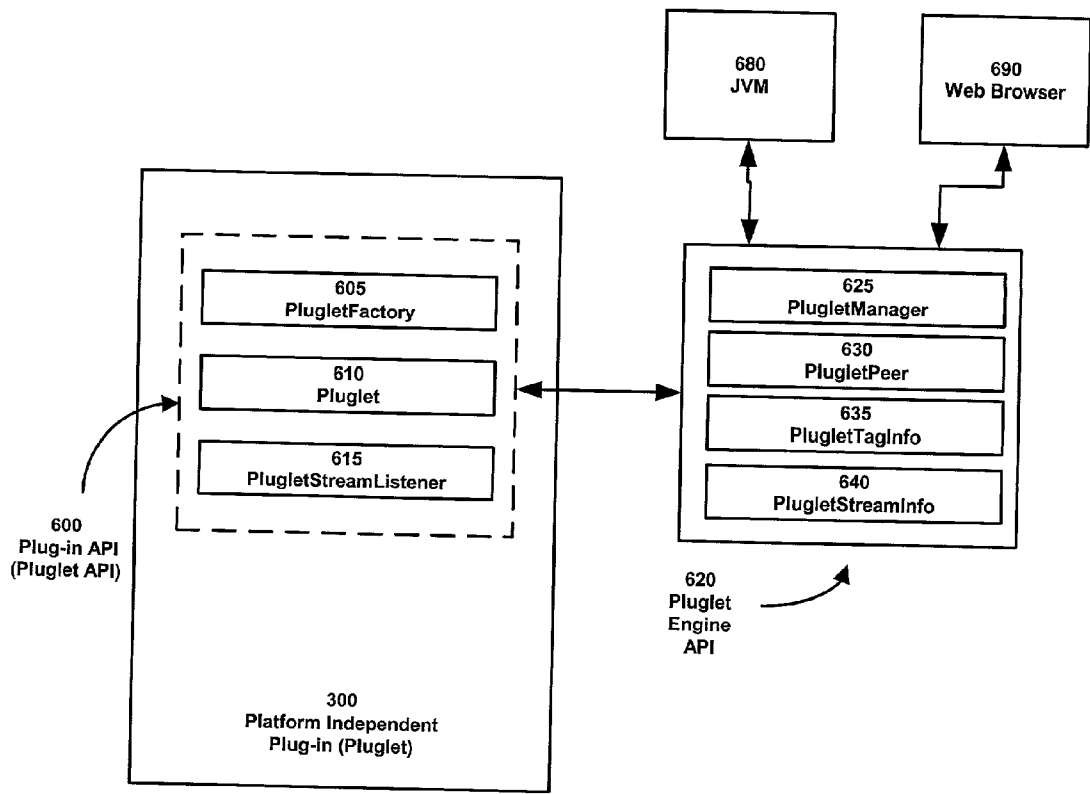 680
JVM
690
Web Browser
605
PlugletFactory
610
Pluglet
615
PlugletStreamListener
625
PlugletManager
630
PlugletPeer
635
PlugletTagInfo
640
PlugletStreamInfo
600
Plug-in API
(Pluglet API)
620
Pluglet
Engine
API
300
Platform Independent
Plug-in (Pluglet)